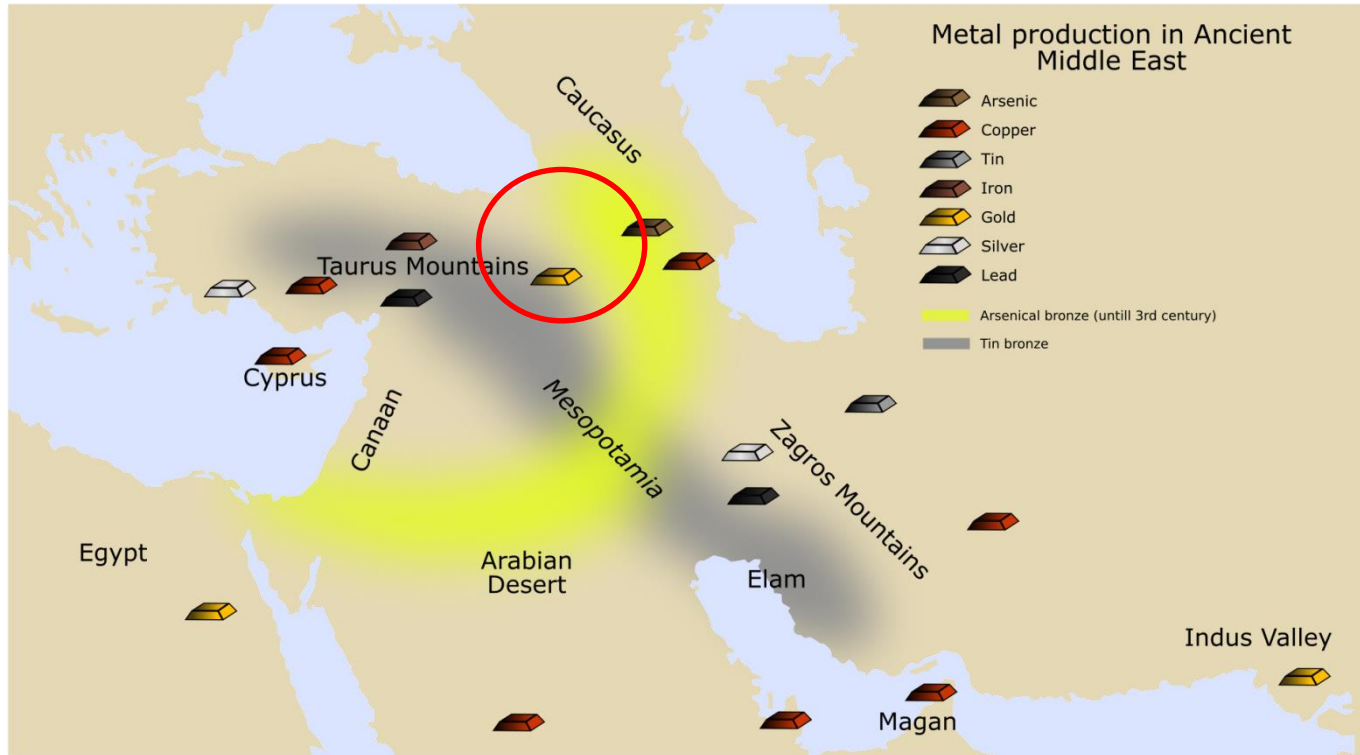 Metal production in Ancient
Middle East
Arsenic
Copper
Tin
Iron
Gold
Silver
Lead
Arsenical bronze (untill 3rd century)
Tin bronze
Caucasus
Taurus Mountains
Cyprus
Canaan
Mesopotamia
Zagros Mountains
Egypt
Arabian
Desert
Elam
Indus Valley
Magan